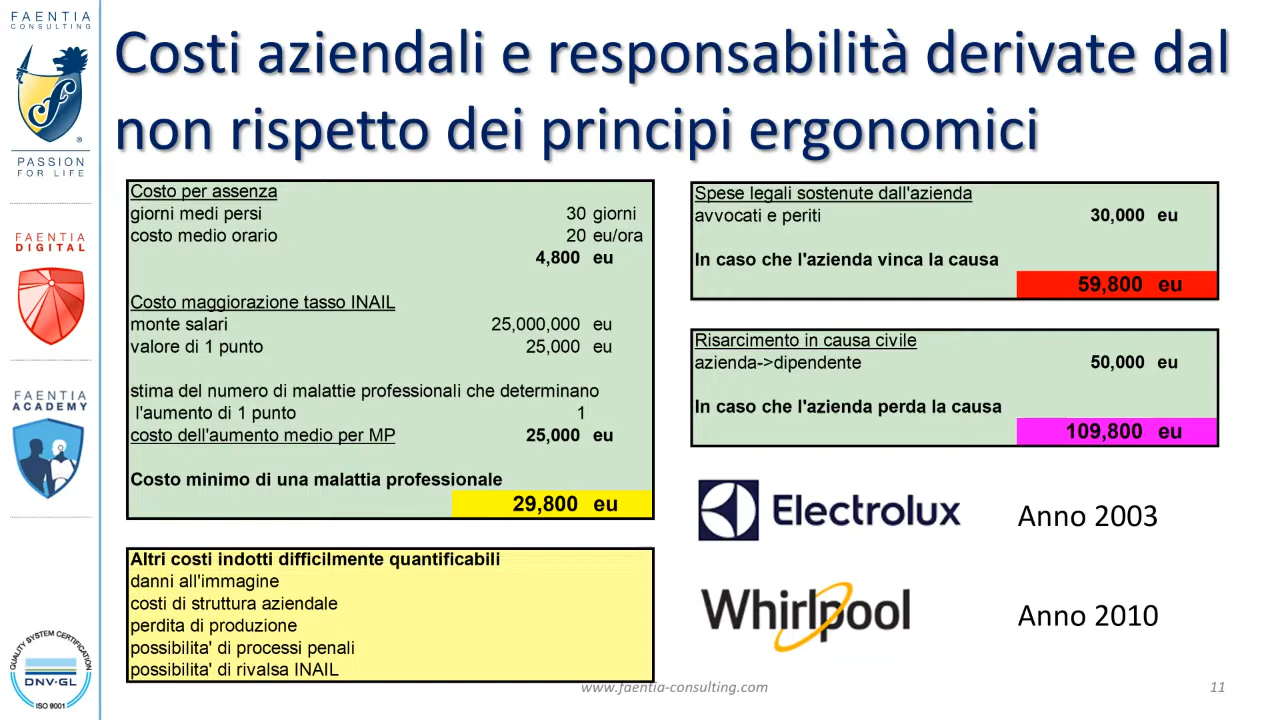 FAENTIA
CONSULTING
®
PASSION
FOR LIFE
FAENTIA
DIGITAL
FAENTIA
ACADEMY
QUALITY SYSTEM CERTIFICATION
DNV·GL
ISO 9001
Costi aziendali e responsabilità derivate dal
non rispetto dei principi ergonomici
Costo per assenza
giorni medi persi 30 giorni
costo medio orario 20 eu/ora
4,800 eu
Costo maggiorazione tasso INAIL
monte salari 25,000,000 eu
valore di 1 punto 25,000 eu
stima del numero di malattie professionali che determinano
l'aumento di 1 punto 1
costo dell'aumento medio per MP 25,000 eu
Costo minimo di una malattia professionale
29,800 eu
Altri costi indotti difficilmente quantificabili
danni all'immagine
costi di struttura aziendale
perdita di produzione
possibilita' di processi penali
possibilita' di rivalsa INAIL
Spese legali sostenute dall'azienda
avvocati e periti 30,000 eu
In caso che l'azienda vinca la causa
59,800 eu
Risarcimento in causa civile
azienda->dipendente 50,000 eu
In caso che l'azienda perda la causa
109,800 eu
Electrolux Anno 2003
Whirlpool Anno 2010
www.faentia-consulting.com 11